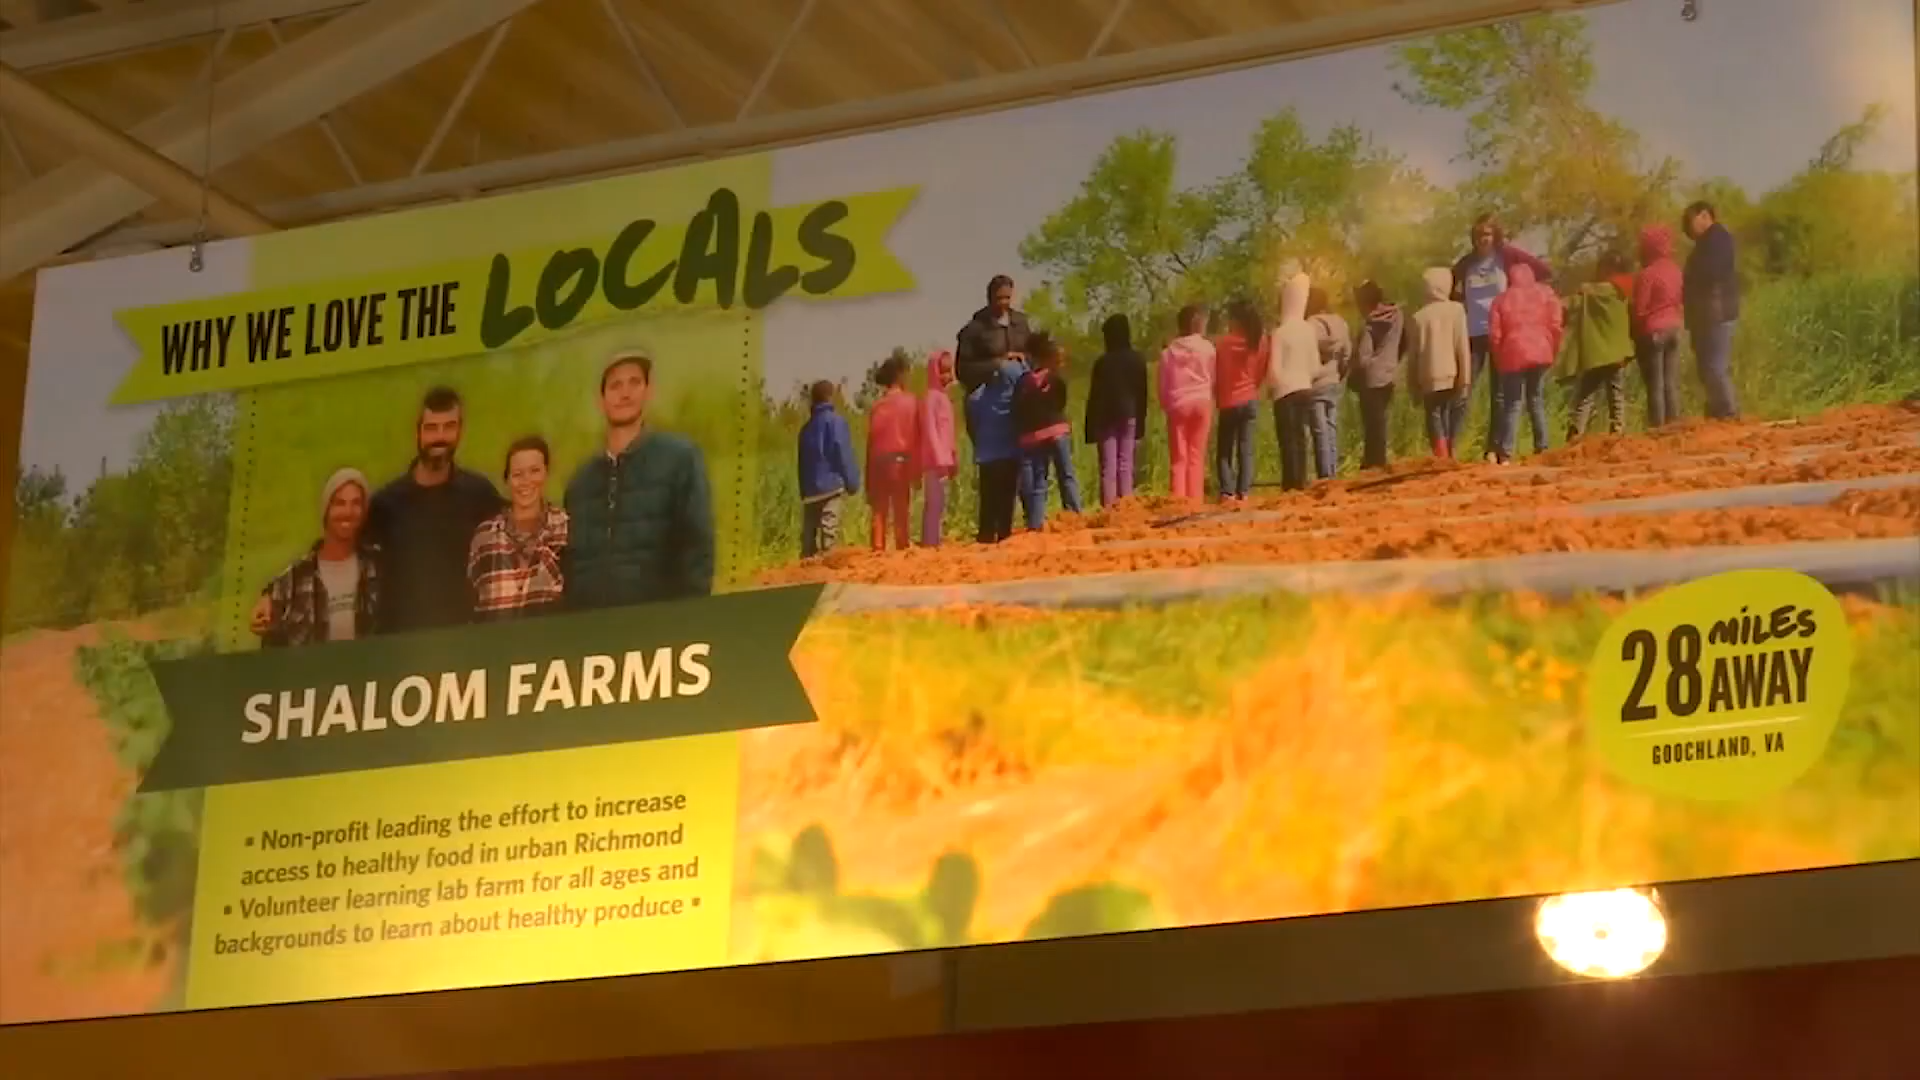 WHY WE LOVE THE LOCALS
SHALOM FARMS
▪ Non-profit leading the effort to increase
access to healthy food in urban Richmond
▪ Volunteer learning lab farm for all ages and
backgrounds to learn about healthy produce ▪
28 MILES
AWAY
GOOCHLAND, VA